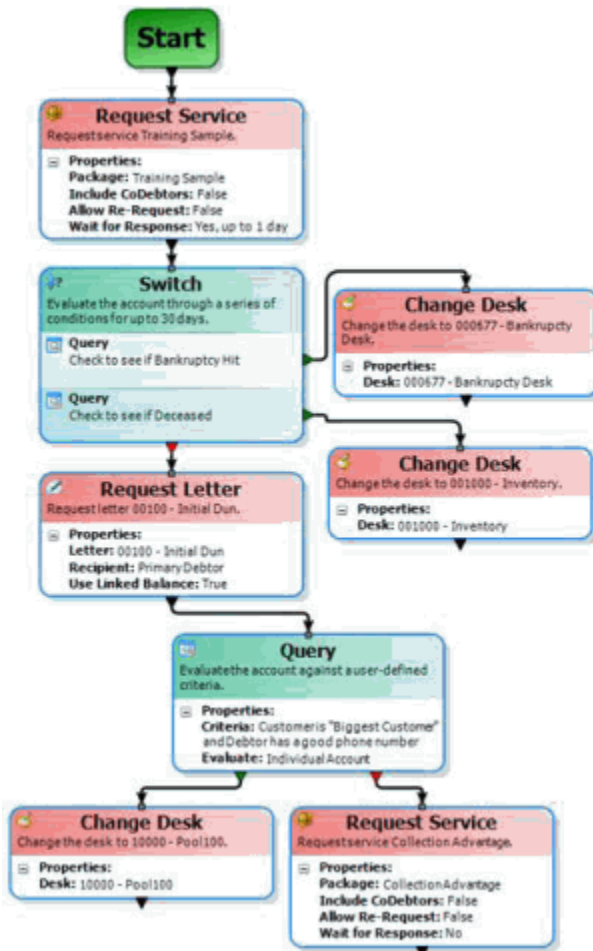 Start
Request Service
Request service Training Sample.
Properties:
Package: Training Sample
Include CoDebtors: False
Allow Re-Request: False
Wait for Response: Yes, up to 1 day
Switch
Evaluate the account through a series of
conditions for up to 30 days.
Query
Check to see if Bankruptcy Hit
Query
Check to see if Deceased
Change Desk
Change the desk to 000677 - Bankrupcty
Desk.
Properties:
Desk: 000677 - Bankrupcty Desk
Change Desk
Change the desk to 001000 - Inventory.
Properties:
Desk: 001000 - Inventory
Request Letter
Request letter 00100 - Initial Dun.
Properties:
Letter: 00100 - Initial Dun
Recipient: Primary Debtor
Use Linked Balance: True
Query
Evaluate the account against a user-defined
criteria.
Properties:
Criteria: Customer is "Biggest Customer"
and Debtor has a good phone number
Evaluate: Individual Account
Change Desk
Change the desk to 10000 - Pool100.
Properties:
Desk: 10000 - Pool100
Request Service
Request service Collection Advantage.
Properties:
Package: Collection Advantage
Include CoDebtors: False
Allow Re-Request: False
Wait for Response: No